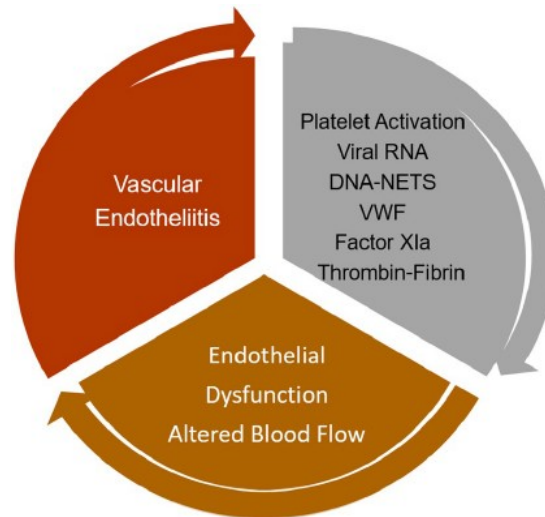 Vascular
Endotheliitis
Platelet Activation
Viral RNA
DNA-NETS
VWF
Factor XIa
Thrombin-Fibrin
Endothelial
Dysfunction
Altered Blood Flow